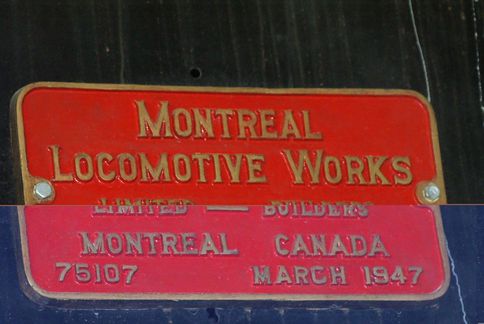 MONTREAL
LOCOMOTIVE WORKS
LIMITED — BUILDERS
MONTREAL CANADA
75107 MARCH 1947